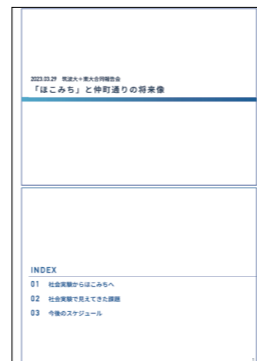 2023.03.29 筑波大+東大合同報告会
「ほこみち」と仲町通りの将来像
INDEX
01 社会実験からほこみちへ
02 社会実験で見えてきた課題
03 今後のスケジュール